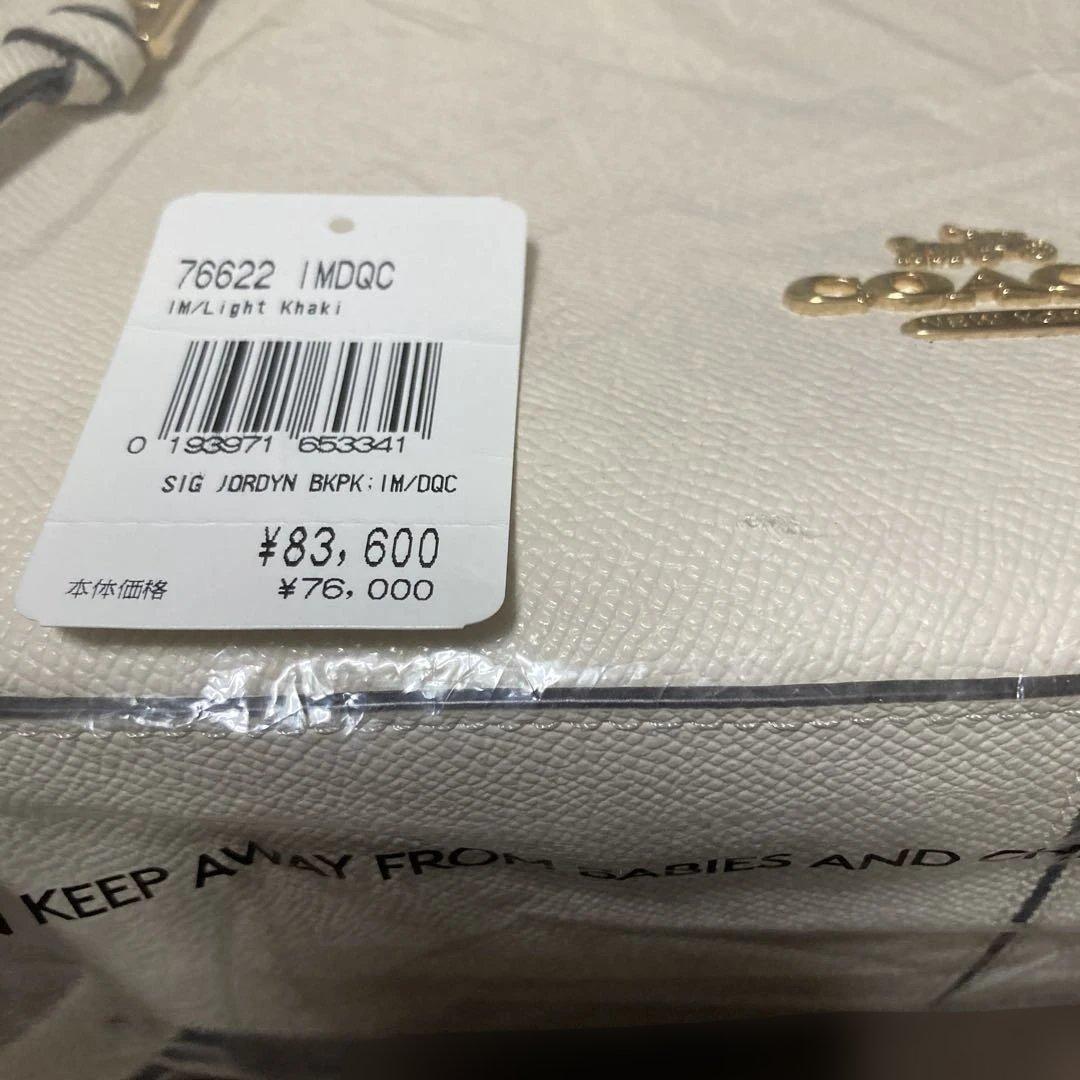 76622 IMDQC
IM/Light Khaki
0 193971 653341
SIG JORDYN BKPK;IM/DQC
¥83,600
本体価格 ¥76,000
COAC
KEEP AWAY FROM BABIES AND